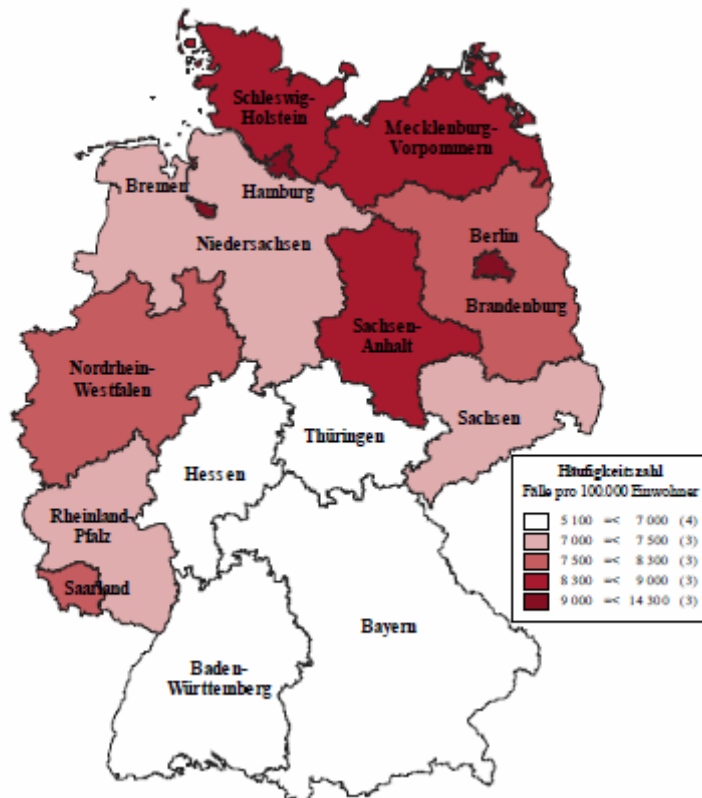 Schleswig-
Holstein
Mecklenburg-
Vorpommern
Bremen
Hamburg
Niedersachsen
Berlin
Brandenburg
Sachsen-
Anhalt
Nordrhein-
Westfalen
Sachsen
Thüringen
Hessen
Rheinland-
Pfalz
Saarland
Bayern
Baden-
Württemberg
Häufigkeitszahl
Fälle pro 100.000 Einwohner
5 100 =< 7 000 (4)
7 000 =< 7 500 (3)
7 500 =< 8 300 (3)
8 300 =< 9 000 (3)
9 000 =< 14 300 (3)